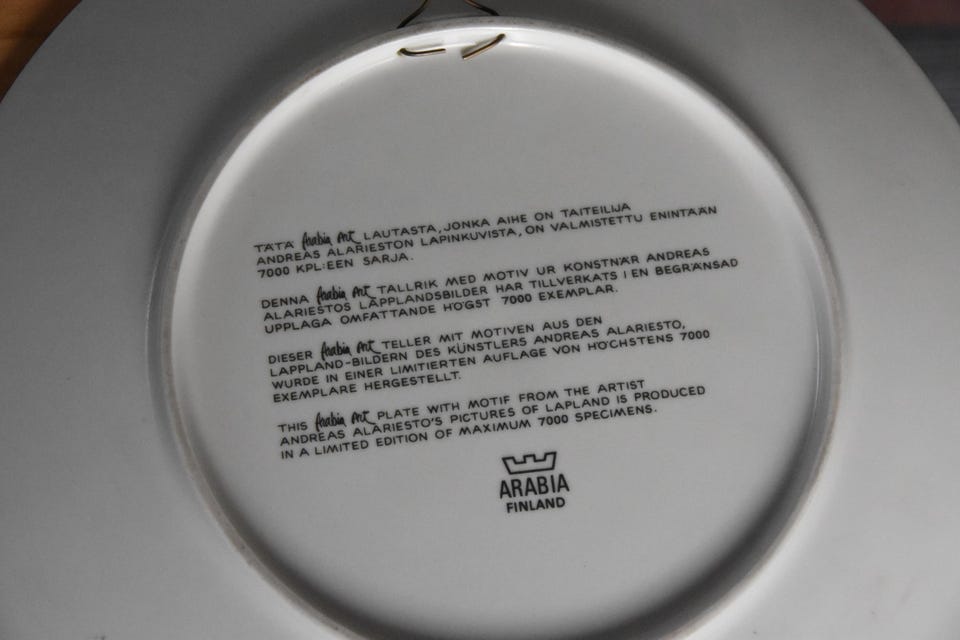 TÄTÄ Arabia Art LAUTASTA, JONKA AIHE ON TAITEILIJA
ANDREAS ALARIESTON LAPINKUVISTA, ON VALMISTETTU ENINTÄÄN
7000 KPL:EEN SARJA.
DENNA Arabia Art TALLRIK MED MOTIV UR KONSTNÄR ANDREAS
ALARIESTOS LAPPLANDSBILDER HAR TILLVERKATS I EN BEGRÄNSAD
UPPLAGA OMFATTANDE HÖGST 7000 EXEMPLAR.
DIESER Arabia Art TELLER MIT MOTIVEN AUS DEN
LAPPLAND-BILDERN DES KÜNSTLERS ANDREAS ALARIESTO,
WURDE IN EINER LIMITIERTEN AUFLAGE VON HÖCHSTENS 7000
EXEMPLARE HERGESTELLT.
THIS Arabia Art PLATE WITH MOTIF FROM THE ARTIST
ANDREAS ALARIESTO'S PICTURES OF LAPLAND IS PRODUCED
IN A LIMITED EDITION OF MAXIMUM 7000 SPECIMENS.
ARABIA
FINLAND